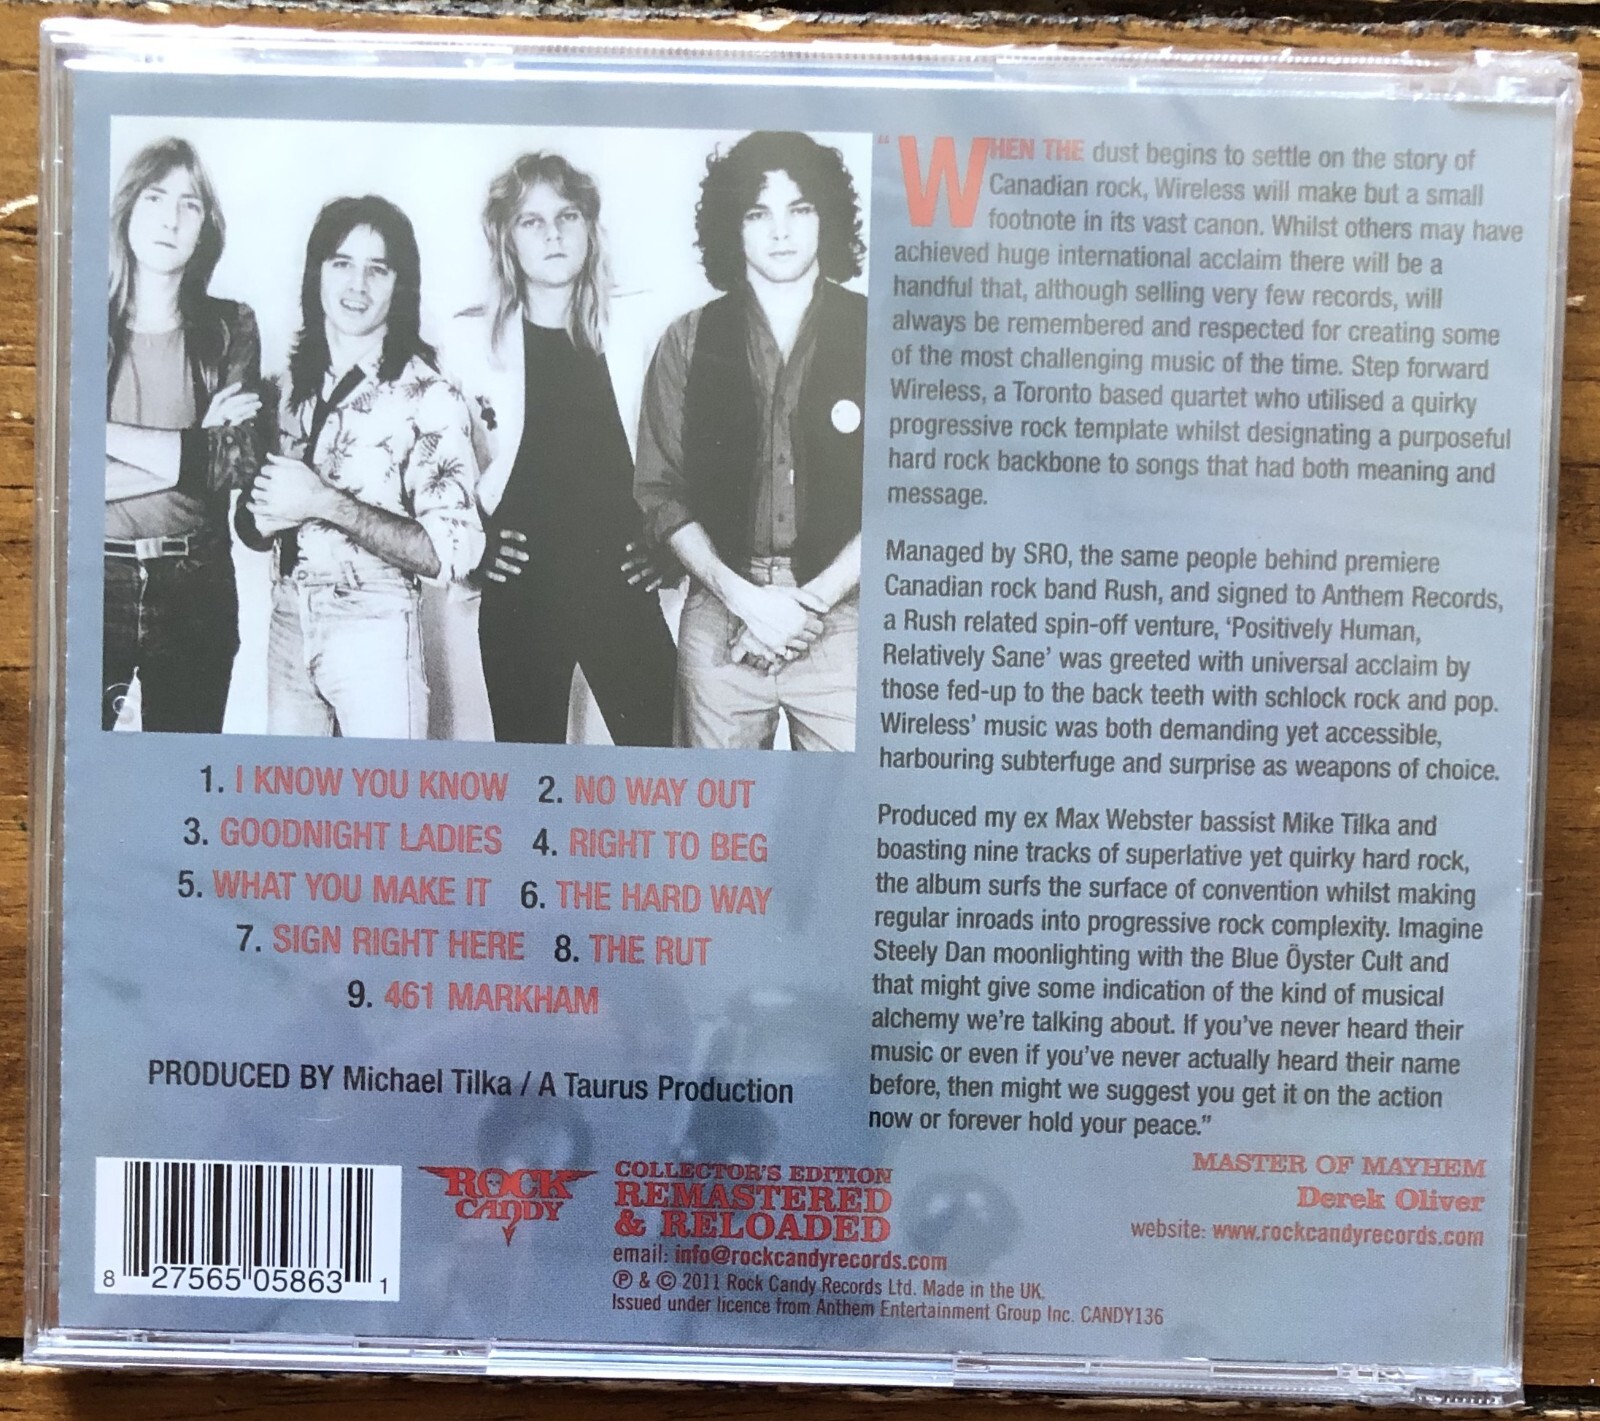 1. I KNOW YOU KNOW 2. NO WAY OUT
3. GOODNIGHT LADIES 4. RIGHT TO BEG
5. WHAT YOU MAKE IT 6. THE HARD WAY
7. SIGN RIGHT HERE 8. THE RUT
9. 461 MARKHAM
PRODUCED BY Michael Tilka / A Taurus Production
"WHEN THE dust begins to settle on the story of
Canadian rock, Wireless will make but a small
footnote in its vast canon. Whilst others may have
achieved huge international acclaim there will be a
handful that, although selling very few records, will
always be remembered and respected for creating some
of the most challenging music of the time. Step forward
Wireless, a Toronto based quartet who utilised a quirky
progressive rock template whilst designating a purposeful
hard rock backbone to songs that had both meaning and
message.
Managed by SRO, the same people behind premiere
Canadian rock band Rush, and signed to Anthem Records,
a Rush related spin-off venture, ‘Positively Human,
Relatively Sane’ was greeted with universal acclaim by
those fed-up to the back teeth with schlock rock and pop.
Wireless’ music was both demanding yet accessible,
harbouring subterfuge and surprise as weapons of choice.
Produced my ex Max Webster bassist Mike Tilka and
boasting nine tracks of superlative yet quirky hard rock,
the album surfs the surface of convention whilst making
regular inroads into progressive rock complexity. Imagine
Steely Dan moonlighting with the Blue Öyster Cult and
that might give some indication of the kind of musical
alchemy we’re talking about. If you’ve never heard their
music or even if you’ve never actually heard their name
before, then might we suggest you get it on the action
now or forever hold your peace.”
MASTER OF MAYHEM
Derek Oliver
website: www.rockcandyrecords.com
8 27565 05863 1
ROCK
CANDY
COLLECTOR'S EDITION
REMASTERED
& RELOADED
email: info@rockcandyrecords.com
℗ & © 2011 Rock Candy Records Ltd. Made in the UK.
Issued under licence from Anthem Entertainment Group Inc. CANDY136